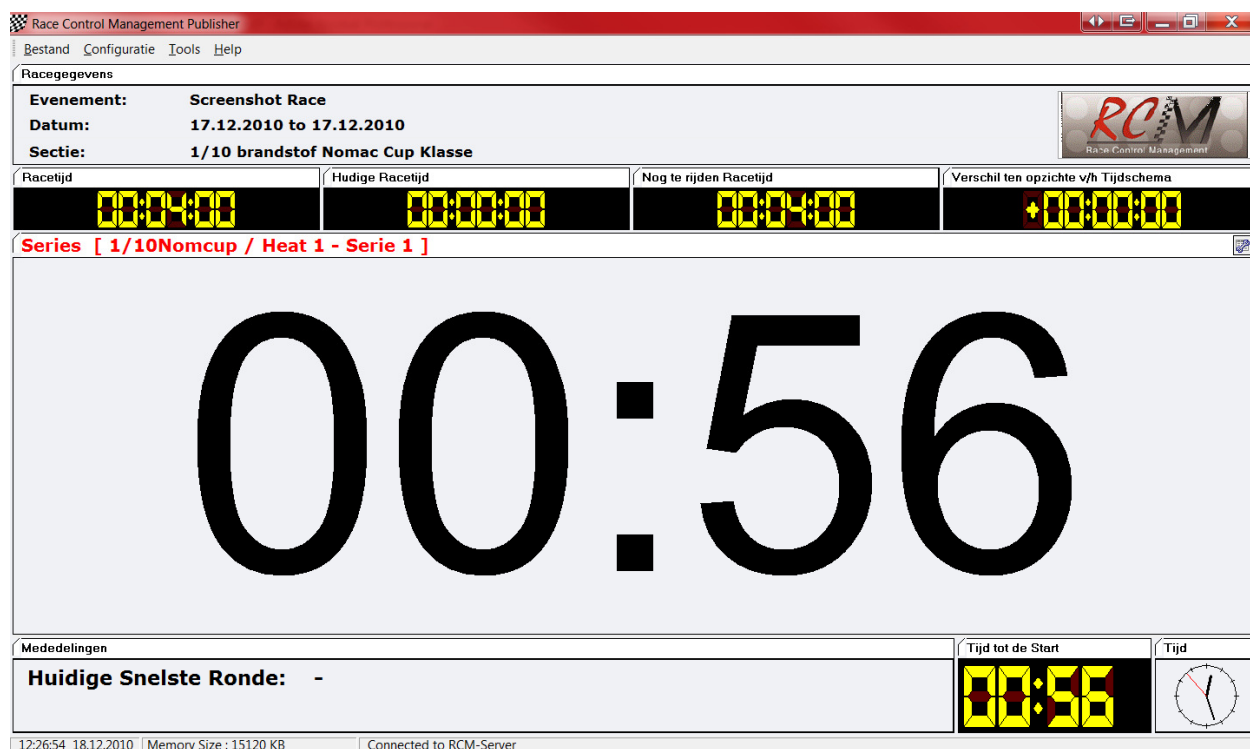 Race Control Management Publisher
Bestand Configuratie Tools Help
Racegegevens
Evenement: Screenshot Race
Datum: 17.12.2010 to 17.12.2010
Sectie: 1/10 brandstof Nomac Cup Klasse
RCM
Race Control Management
Racetijd Hudige Racetijd Nog te rijden Racetijd Verschil ten opzichte v/h Tijdschema
00:04:00 00:00:00 00:04:00 +00:00:00
Series [ 1/10Nomcup / Heat 1 - Serie 1 ]
00:56
Mededelingen Tijd tot de Start Tijd
Huidige Snelste Ronde: -
00:56
12:26:54 18.12.2010 Memory Size : 15120 KB Connected to RCM-Server